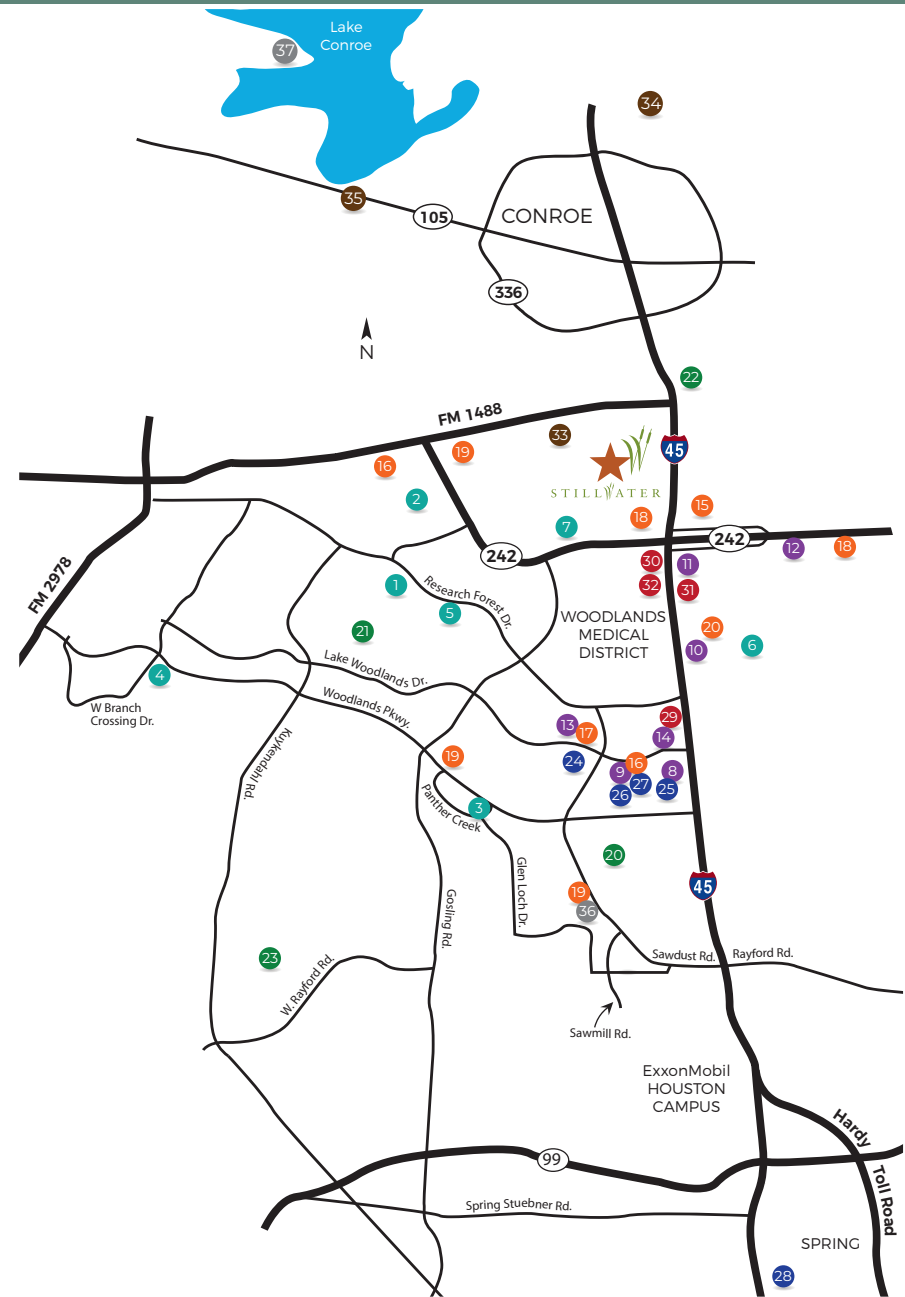 Lake
Conroe
37
34
35
105
CONROE
336
N
22
FM 1488
33
19
16
45
STILLWATER
2
15
18
7
242
242
12
18
30
11
FM 2978
1
32
31
Research Forest Dr.
5
WOODLANDS
MEDICAL
DISTRICT
21
20
10
6
Lake Woodlands Dr.
4
Woodlands Pkwy.
W Branch
Crossing Dr.
29
13
17
14
Kuykendahl Rd.
19
24
16
9
8
27
25
26
Panther Creek
3
20
Glen Loch Dr.
45
19
36
Gosling Rd.
23
W. Rayford Rd.
Sawdust Rd.
Rayford Rd.
Sawmill Rd.
ExxonMobil
HOUSTON
CAMPUS
Hardy
Toll Road
99
Spring Stuebner Rd.
SPRING
28